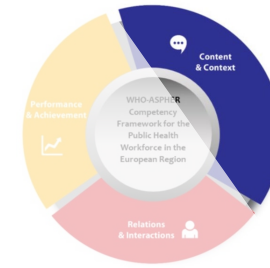 Content
& Context
Performance
& Achievement
WHO-ASPHER
Competency
Framework for the
Public Health
Workforce in the
European Region
Relations
& Interactions